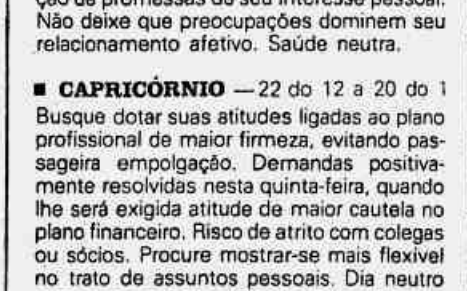 ção de promessas de seu interesse pessoal.
Não deixe que preocupações dominem seu
relacionamento afetivo. Saúde neutra.
■ CAPRICÓRNIO — 22 do 12 a 20 do 1
Busque dotar suas atitudes ligadas ao plano
profissional de maior firmeza, evitando pas-
sageira empolgação. Demandas positiva-
mente resolvidas nesta quinta-feira, quando
lhe será exigida atitude de maior cautela no
plano financeiro. Risco de atrito com colegas
ou sócios. Procure mostrar-se mais flexível
no trato de assuntos pessoais. Dia neutro